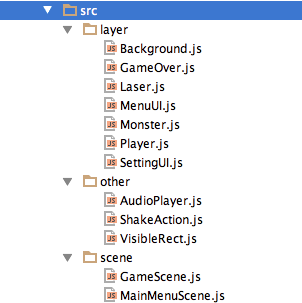 src
layer
Background.js
GameOver.js
Laser.js
MenuUI.js
Monster.js
Player.js
SettingUI.js
other
AudioPlayer.js
ShakeAction.js
VisibleRect.js
scene
GameScene.js
MainMenuScene.js